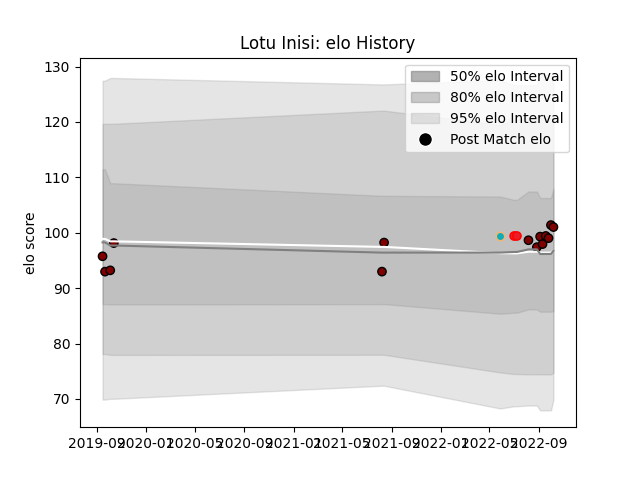 Lotu Inisi: elo History
130
120
110
100
90
80
70
elo score
50% elo Interval
80% elo Interval
95% elo Interval
Post Match elo
2019-09 2020-01 2020-05 2020-09 2021-01 2021-05 2021-09 2022-01 2022-05 2022-09